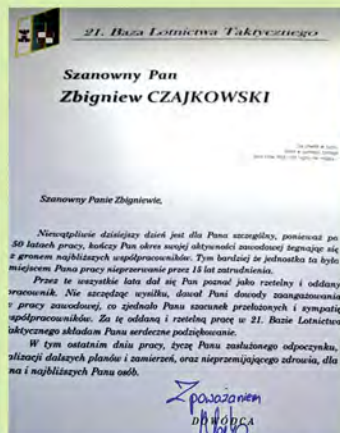 21. Baza Lotnictwa Taktycznego
Szanowny Pan
Zbigniew CZAJKOWSKI
Szanowny Panie Zbigniewie,
Niewątpliwie dzisiejszy dzień jest dla Pana szczególny, ponieważ po
50 latach pracy, kończy Pan okres swojej aktywności zawodowej żegnając się
z gronem najbliższych współpracowników. Tym bardziej że jednostka ta była
miejscem Pana pracy nieprzerwanie przez 15 lat zatrudnienia.
Przez te wszystkie lata dał się Pan poznać jako rzetelny i oddany
pracownik. Nie szczędząc wysiłku, dawał Pani dowody zaangażowania
w pracy zawodowej, co zjednało Panu szacunek przełożonych i sympatię
współpracowników. Za tę oddaną i rzetelną pracę w 21. Bazie Lotnictwa
aktycznego składam Panu serdeczne podziękowanie.
W tym ostatnim dniu pracy, życzę Panu zasłużonego odpoczynku,
alizacji dalszych planów i zamierzeń, oraz nieprzemijającego zdrowia, dla
na i najbliższych Panu osób.
Z poważaniem
DOWÓDCA